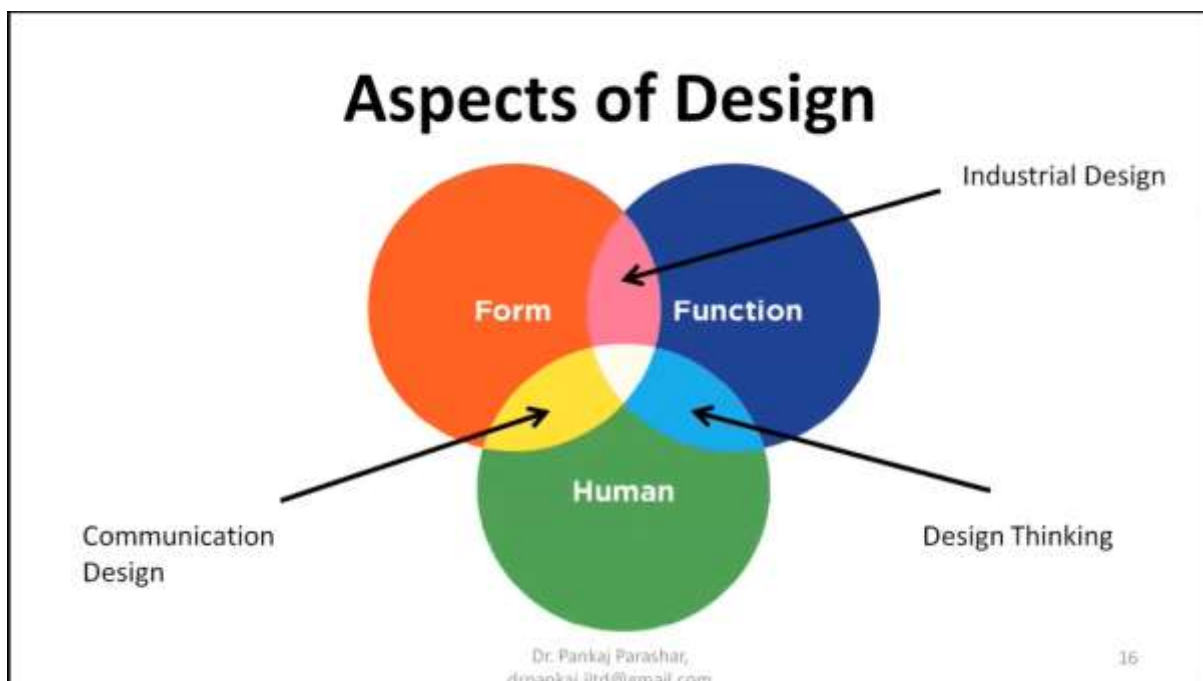 Aspects of Design
Industrial Design
Form
Function
Human
Communication
Design
Design Thinking
Dr. Pankaj Parashar,
16